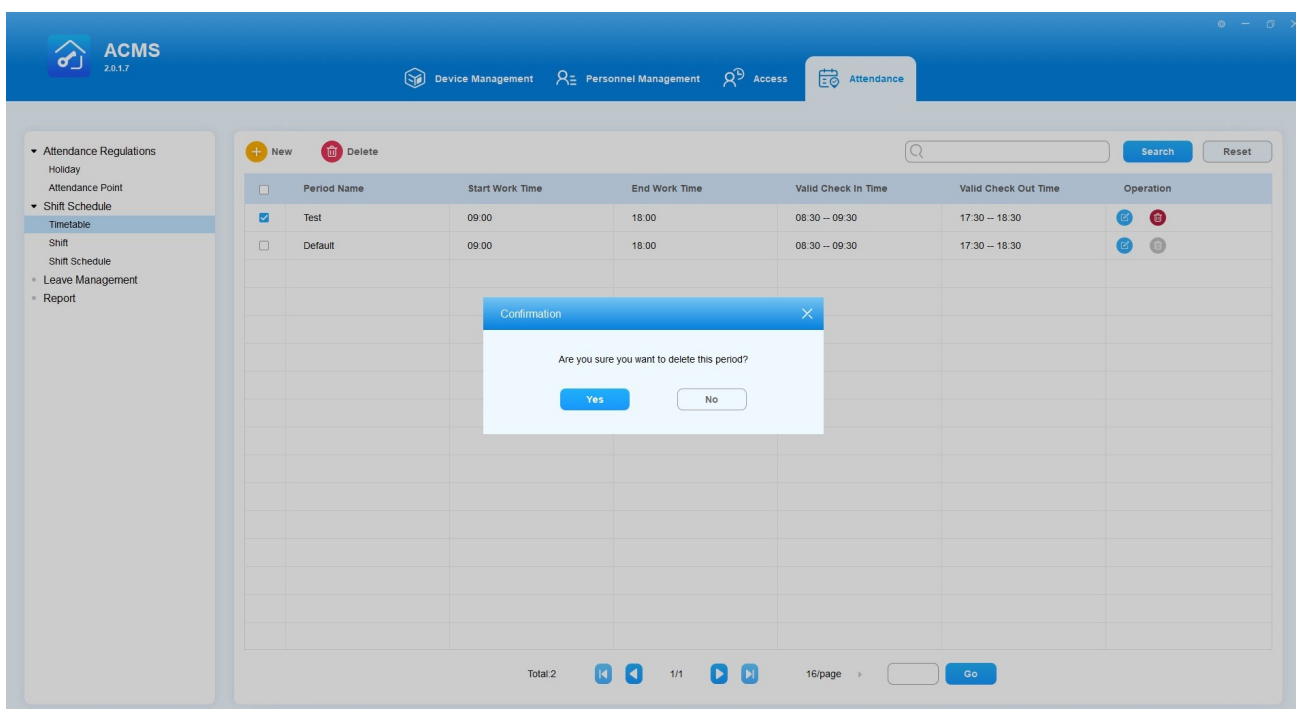 ACMS
2.0.1.7
Device Management Personnel Management Access Attendance
Attendance Regulations
Holiday
Attendance Point
Shift Schedule
Timetable
Shift
Shift Schedule
Leave Management
Report
New Delete Search Reset
Period Name Start Work Time End Work Time Valid Check In Time Valid Check Out Time Operation
Test 09:00 18:00 08:30 -- 09:30 17:30 -- 18:30
Default 09:00 18:00 08:30 -- 09:30 17:30 -- 18:30
Confirmation
Are you sure you want to delete this period?
Yes No
Total:2 1/1 16/page Go